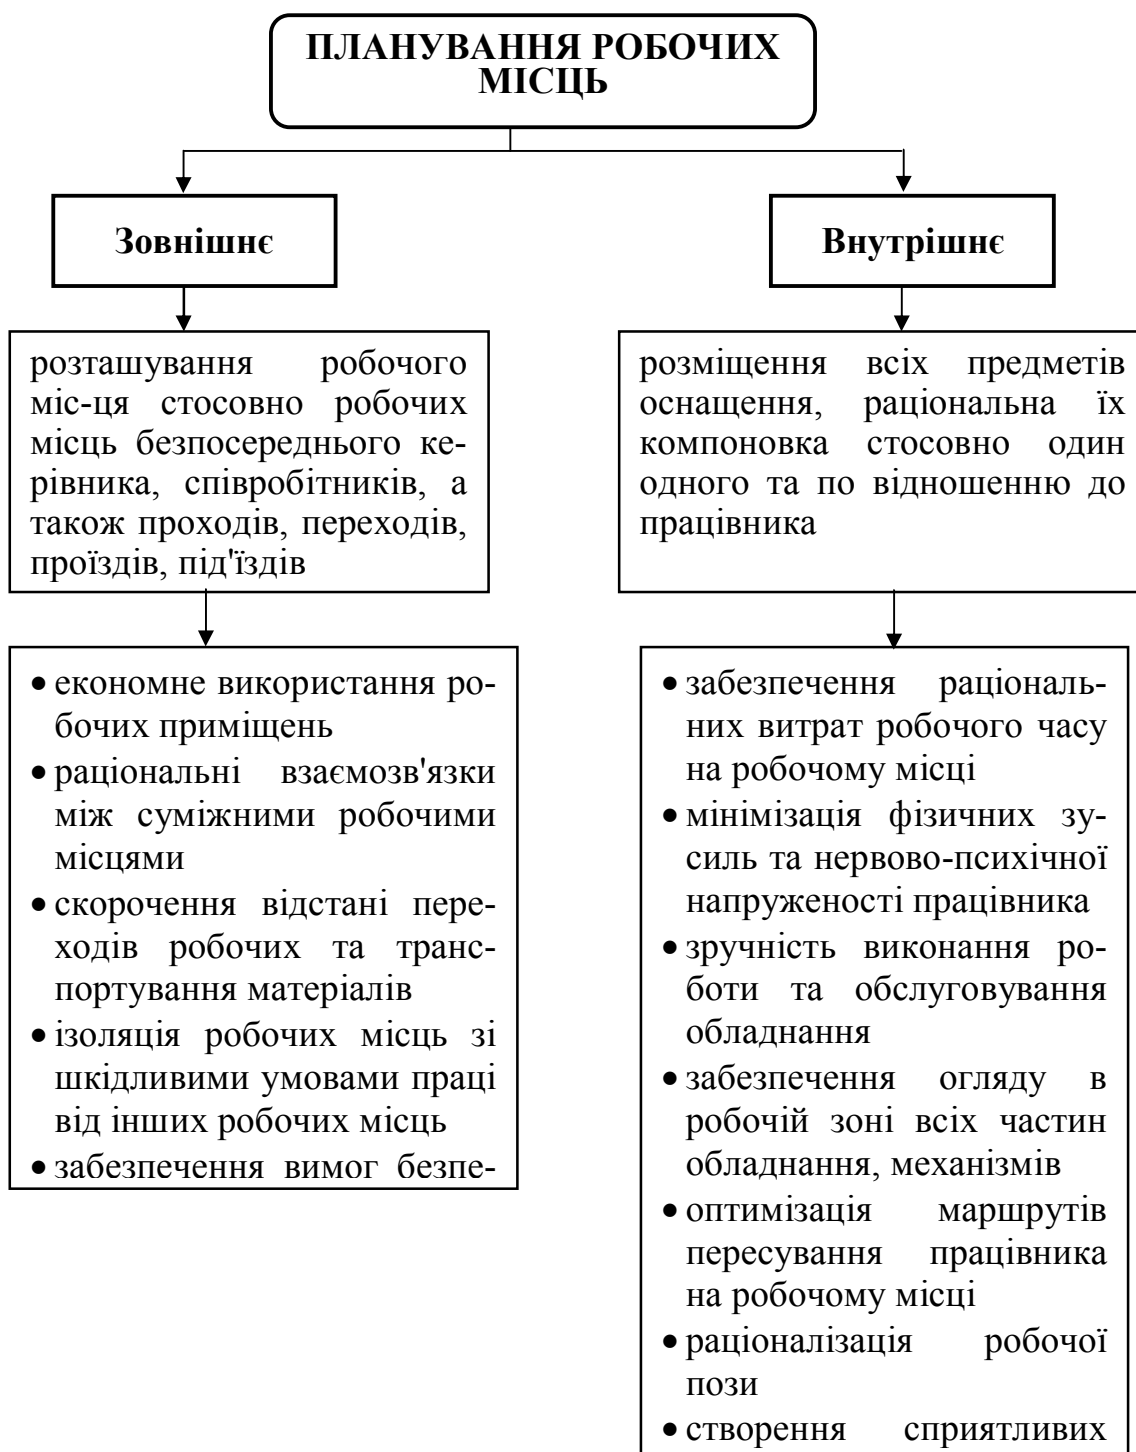 ПЛАНУВАННЯ РОБОЧИХ
МІСЦЬ
Зовнішнє
Внутрішнє
розташування робочого
міс-ця стосовно робочих
місць безпосереднього ке-
рівника, співробітників, а
також проходів, переходів,
проїздів, під'їздів
розміщення всіх предметів
оснащення, раціональна їх
компоновка стосовно один
одного та по відношенню до
працівника
• економне використання ро-
бочих приміщень
• раціональні взаємозв'язки
між суміжними робочими
місцями
• скорочення відстані пере-
ходів робочих та транс-
портування матеріалів
• ізоляція робочих місць зі
шкідливими умовами праці
від інших робочих місць
• забезпечення вимог безпе-
• забезпечення раціональ-
них витрат робочого часу
на робочому місці
• мінімізація фізичних зу-
силь та нервово-психічної
напруженості працівника
• зручність виконання ро-
боти та обслуговування
обладнання
• забезпечення огляду в
робочій зоні всіх частин
обладнання, механізмів
• оптимізація маршрутів
пересування працівника
на робочому місці
• раціоналізація робочої
пози
• створення сприятливих